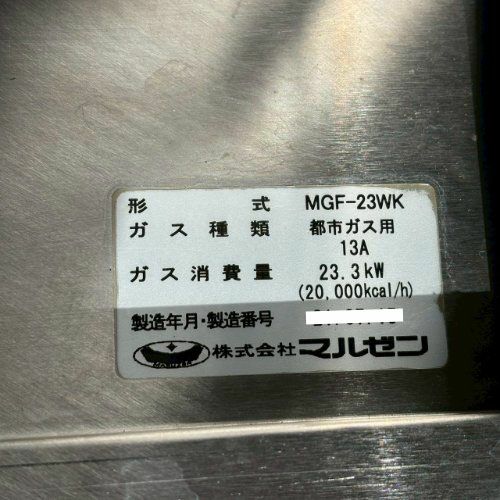 形式 MGF-23WK
ガス種類 都市ガス用
13A
ガス消費量 23.3kW
(20,000kcal/h)
製造年月・製造番号
MARUZEN 株式会社マルゼン